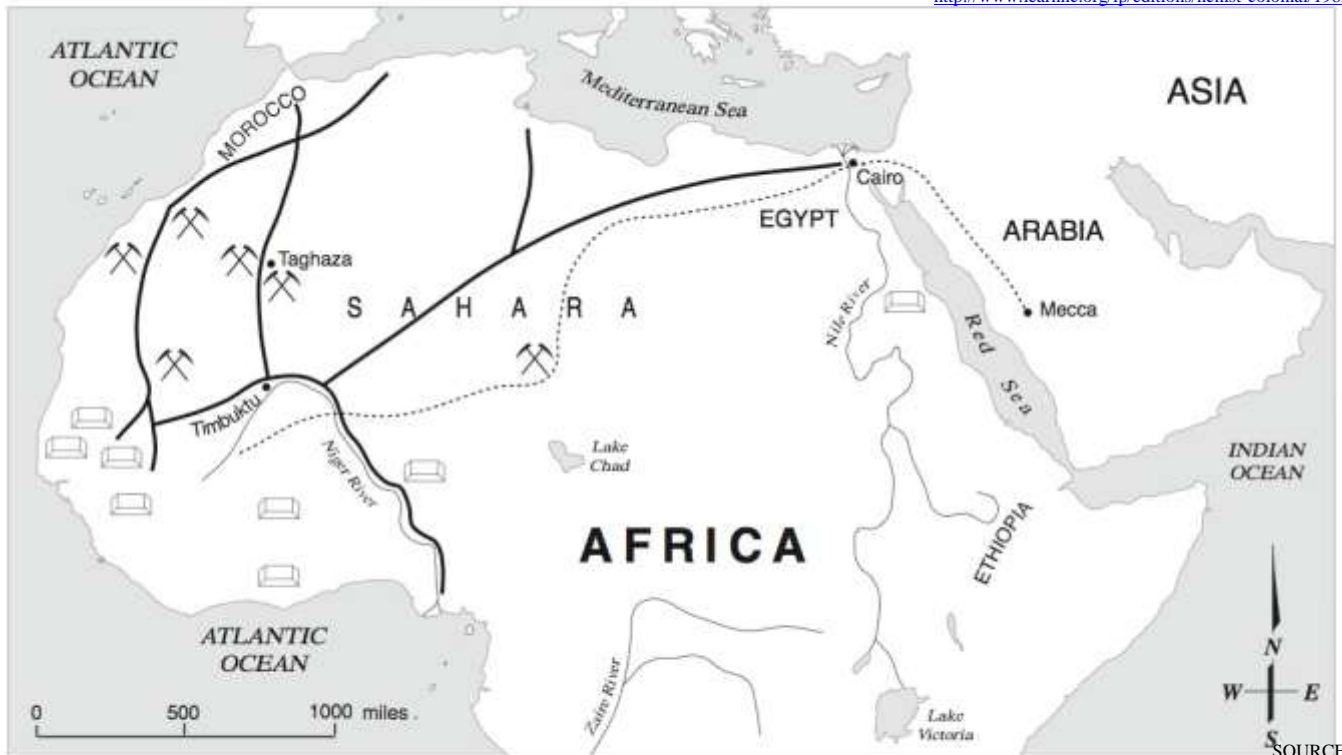 ATLANTIC
OCEAN
ASIA
Mediterranean Sea
MOROCCO
Cairo
EGYPT
ARABIA
Taghaza
SAHARA
Nile River
Mecca
Red
Sea
Timbuktu
Niger River
Lake
Chad
INDIAN
OCEAN
AFRICA
ETHIOPIA
ATLANTIC
OCEAN
Zaire River
N
W E
S
0 500 1000 miles .
Lake
Victoria
SOURCE